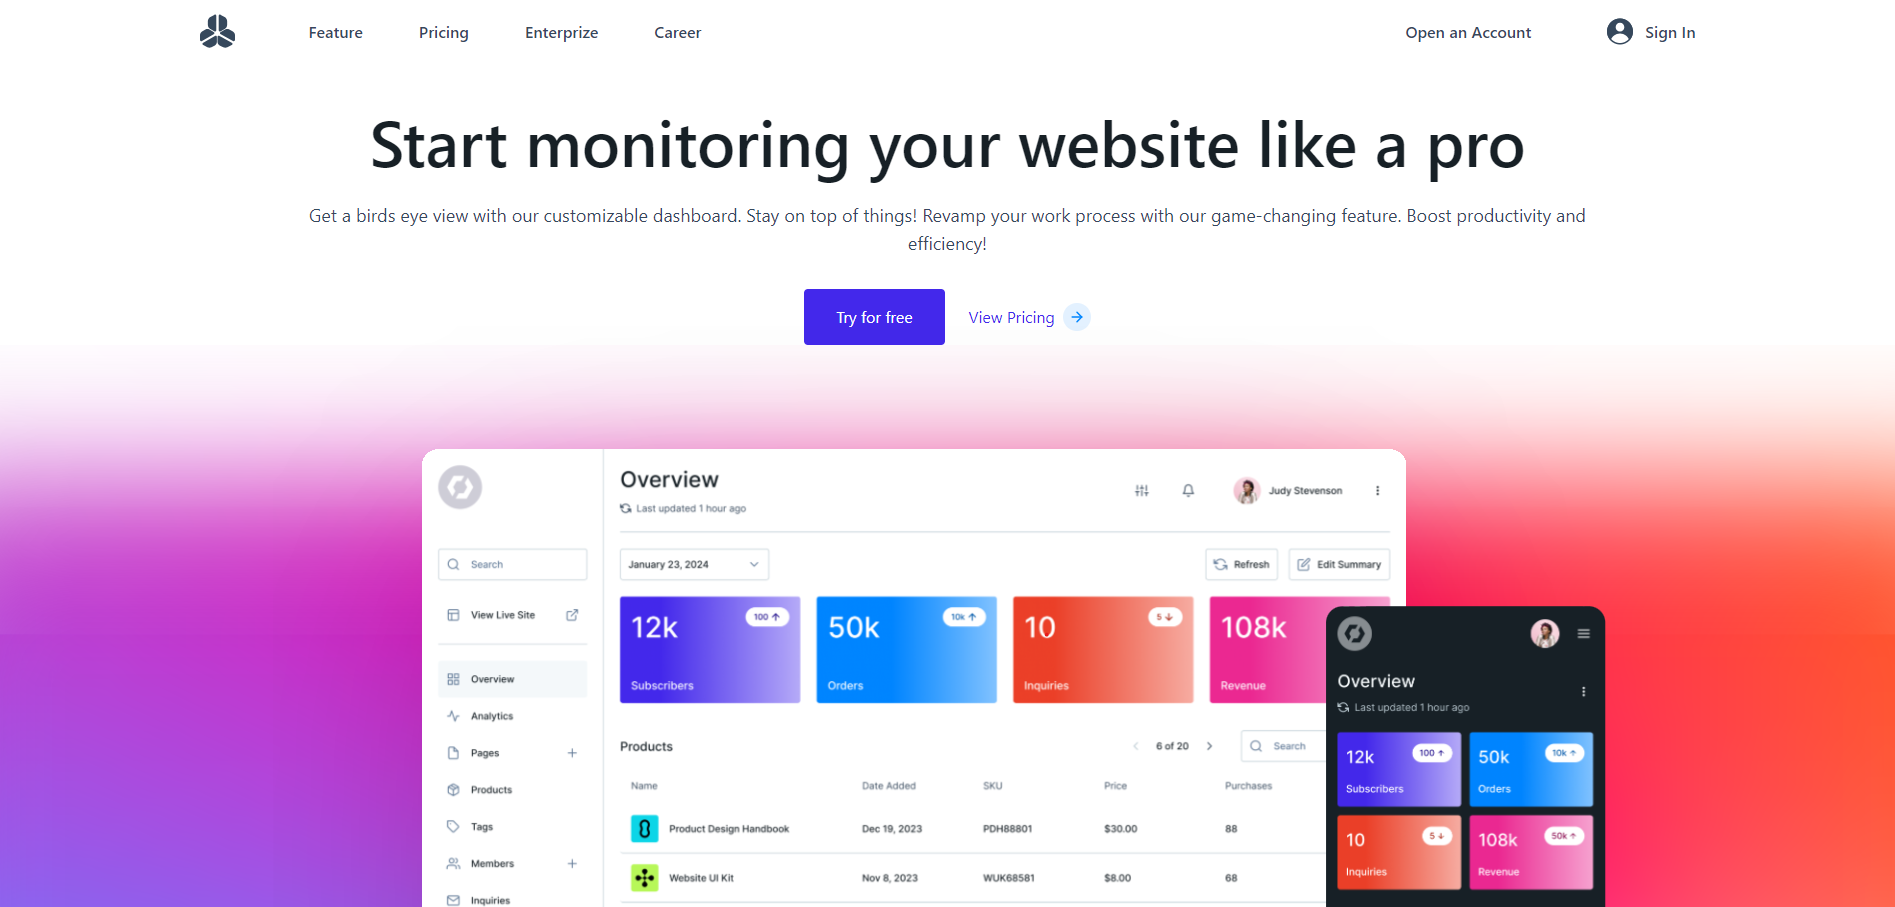 Feature
Pricing
Enterprize
Career
Open an Account
Sign In
Start monitoring your website like a pro
Get a birds eye view with our customizable dashboard. Stay on top of things! Revamp your work process with our game-changing feature. Boost productivity and
efficiency!
Try for free
View Pricing
Overview
Last updated 1 hour ago
Judy Stevenson
Search
January 23, 2024
Refresh
Edit Summary
View Live Site
12k
100
Subscribers
50k
10k
Orders
10
5
Inquiries
108k
Revenue
Overview
Analytics
Pages
Products
Tags
Members
Inquiries
Products
6 of 20
Search
Name
Date Added
SKU
Price
Purchases
Product Design Handbook
Dec 19, 2023
PDH88801
$30.00
88
Website UI Kit
Nov 8, 2023
WUK68581
$8.00
68
Overview
Last updated 1 hour ago
12k
100
Subscribers
50k
10k
Orders
10
5
Inquiries
108k
50k
Revenue